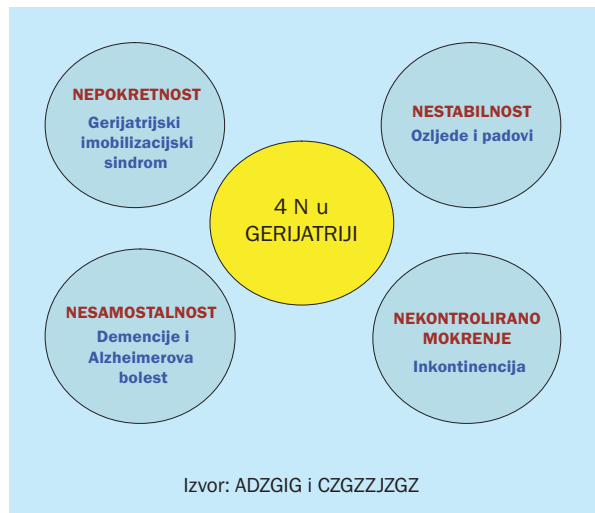 NEPOKRETNOST
Gerijatrijski
imobilizacijski
sindrom
NESTABILNOST
Ozljede i padovi
4 N u
GERIJATRIJI
NESAMOSTALNOST
Demencije i
Alzheimerova
bolest
NEKONTROLIRANO
MOKRENJE
Inkontinencija
Izvor: ADZGIG i CZGZZJZGZ